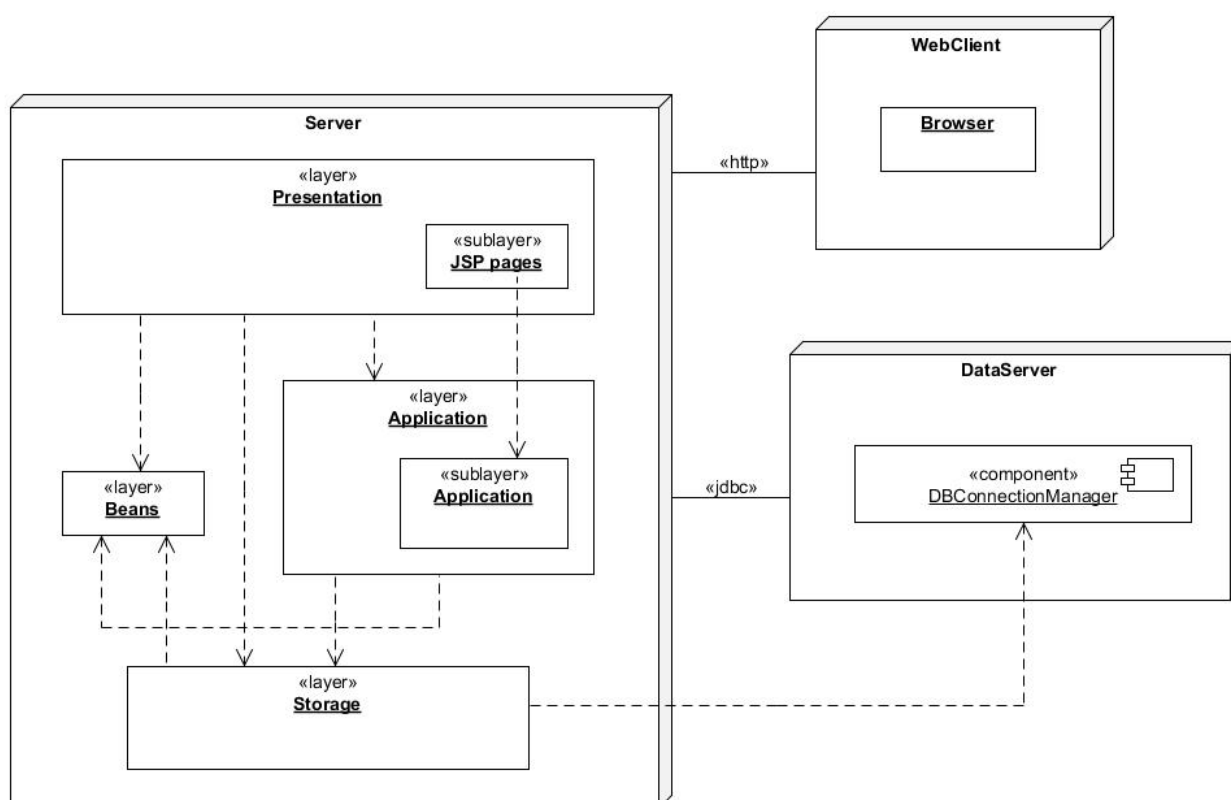 WebClient
Browser
Server
«layer»
Presentation
«sublayer»
JSP pages
«http»
«layer»
Application
«sublayer»
Application
«layer»
Beans
«layer»
Storage
«jdbc»
DataServer
«component»
DBConnectionManager